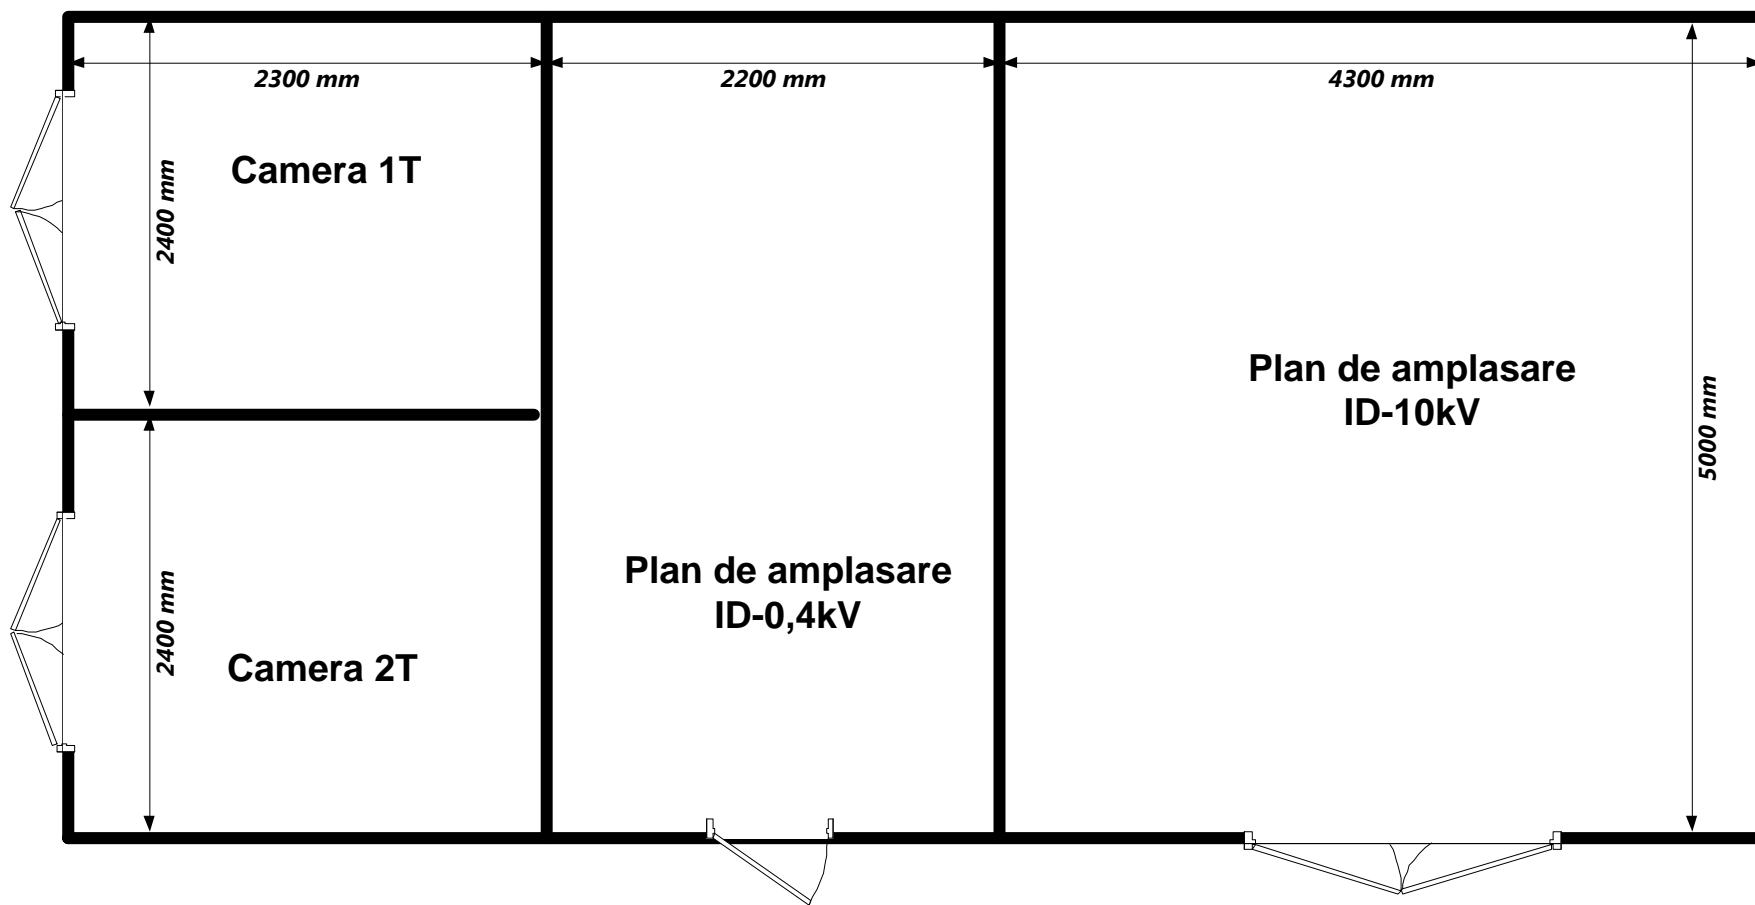 2300 mm
2200 mm
4300 mm
Camera 1T
2400 mm
Plan de amplasare
ID-10kV
5000 mm
Plan de amplasare
ID-0,4kV
2400 mm
Camera 2T